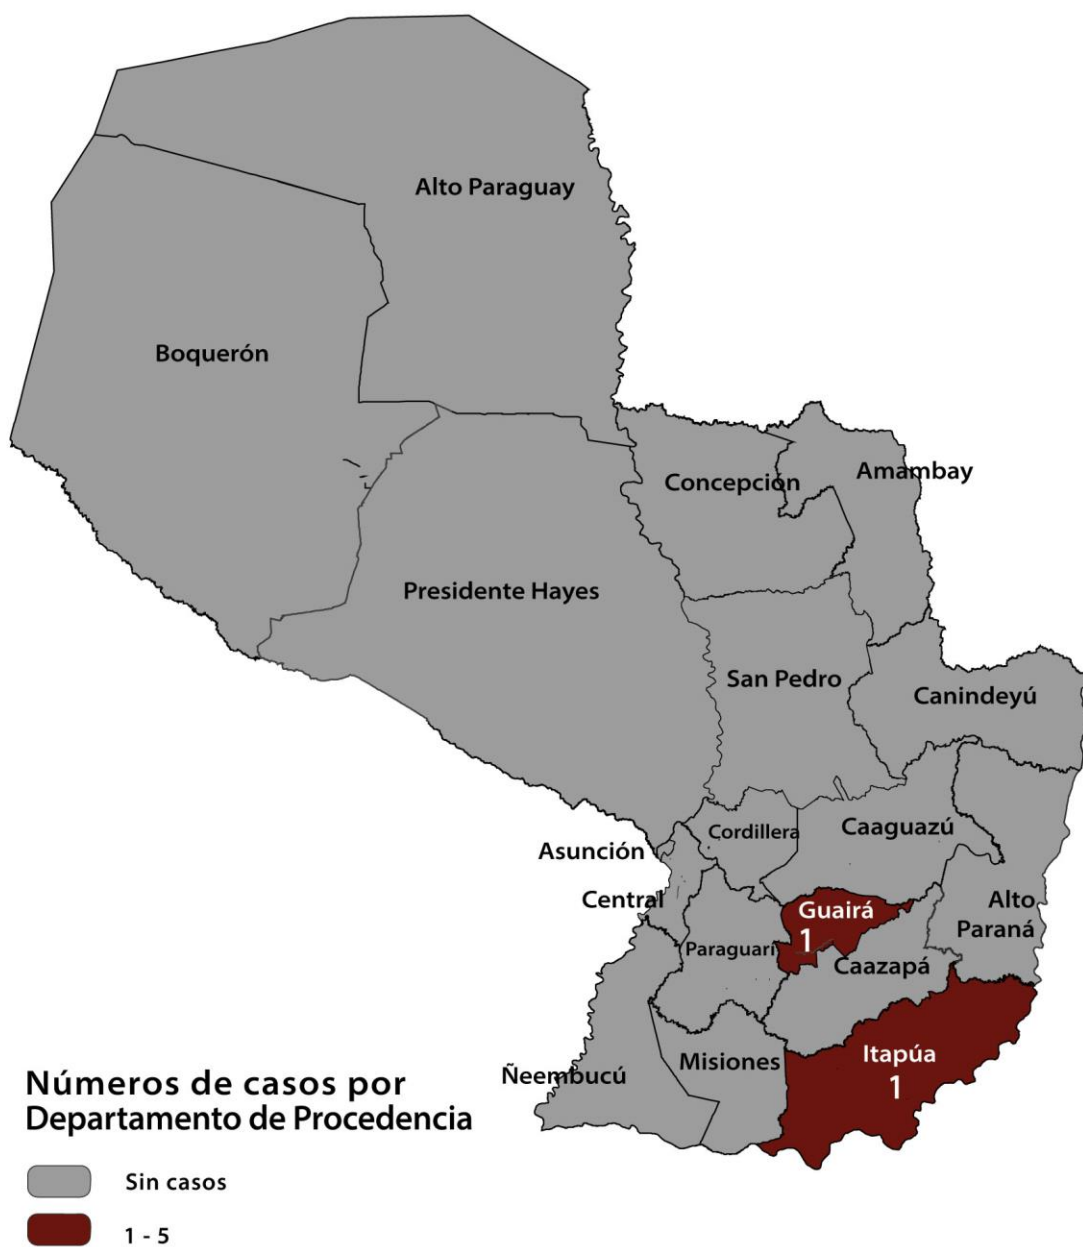 Alto Paraguay
Boquerón
Concepción
Amambay
Presidente Hayes
San Pedro
Canindeyú
Cordillera
Caaguazú
Asunción
Central
Guairá
1
Alto
Paraná
Paraguarí
Caazapá
Itapúa
1
Misiones
Ñeembucú
Números de casos por
Departamento de Procedencia
Sin casos
1 - 5